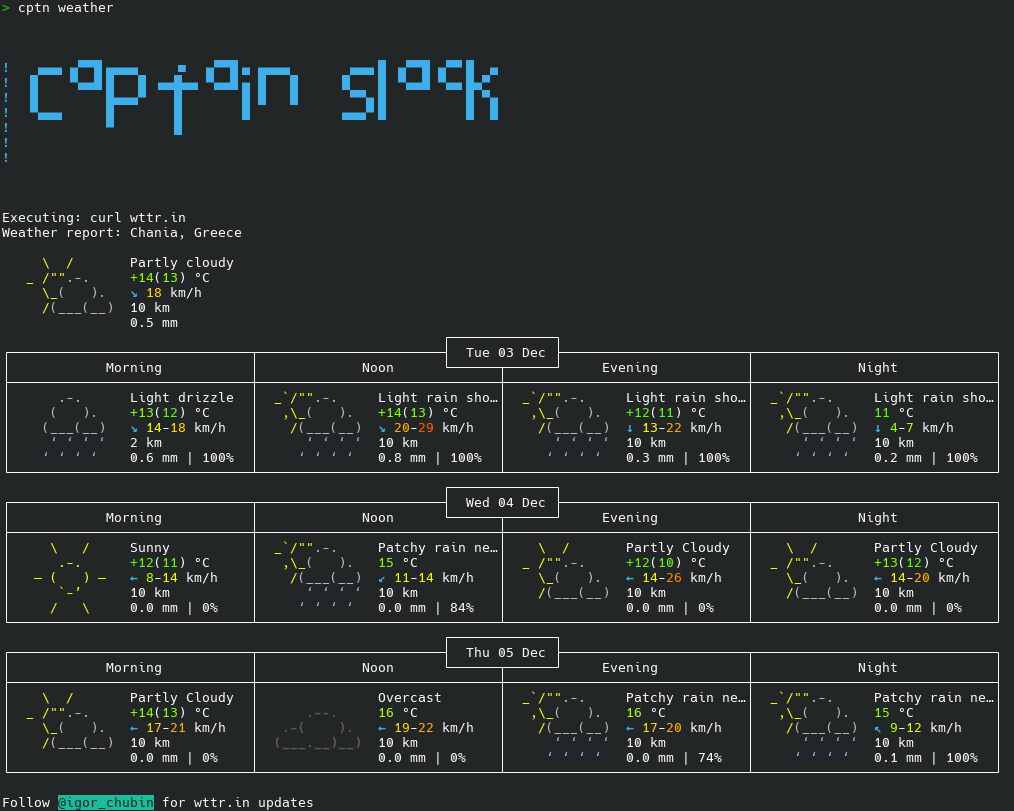 > cptn weather
captain slack
Executing: curl wttr.in
Weather report: Chania, Greece
Partly cloudy
+14(13) °C
↘ 18 km/h
10 km
0.5 mm
Tue 03 Dec
Morning Noon Evening Night
Light drizzle Light rain sho… Light rain sho… Light rain sho…
+13(12) °C +14(13) °C +12(11) °C 11 °C
↘ 14–18 km/h ↘ 20–29 km/h ↓ 13–22 km/h ↓ 4–7 km/h
2 km 10 km 10 km 10 km
0.6 mm | 100% 0.8 mm | 100% 0.3 mm | 100% 0.2 mm | 100%
Wed 04 Dec
Morning Noon Evening Night
Sunny Patchy rain ne… Partly Cloudy Partly Cloudy
+12(11) °C 15 °C +12(10) °C +13(12) °C
← 8–14 km/h ↙ 11–14 km/h ← 14–26 km/h ← 14–20 km/h
10 km 10 km 10 km 10 km
0.0 mm | 0% 0.0 mm | 84% 0.0 mm | 0% 0.0 mm | 0%
Thu 05 Dec
Morning Noon Evening Night
Partly Cloudy Overcast Patchy rain ne… Patchy rain ne…
+14(13) °C 16 °C 16 °C 15 °C
← 17–21 km/h ← 19–22 km/h ← 17–20 km/h ↖ 9–12 km/h
10 km 10 km 10 km 10 km
0.0 mm | 0% 0.0 mm | 0% 0.0 mm | 74% 0.1 mm | 100%
Follow @igor_chubin for wttr.in updates